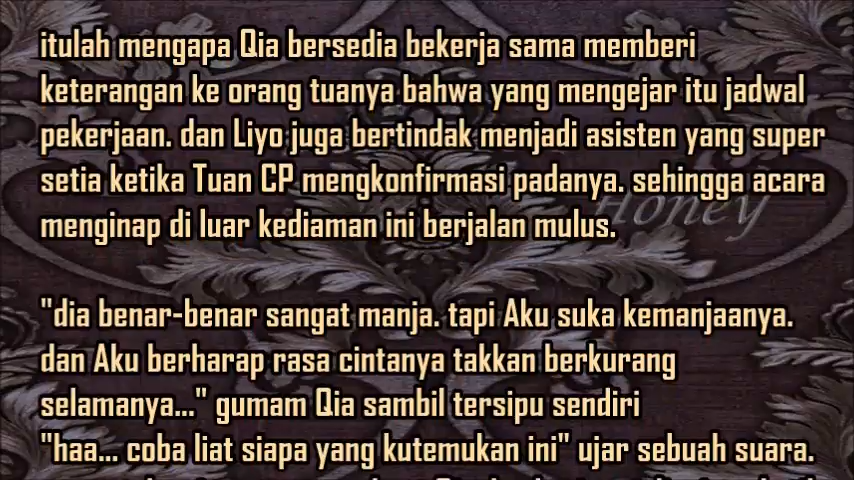 itulah mengapa Qia bersedia bekerja sama memberi
keterangan ke orang tuanya bahwa yang mengejar itu jadwal
pekerjaan. dan Liyo juga bertindak menjadi asisten yang super
setia ketika Tuan CP mengkonfirmasi padanya. sehingga acara
menginap di luar kediaman ini berjalan mulus.
Honey
"dia benar-benar sangat manja. tapi Aku suka kemanjaanya.
dan Aku berharap rasa cintanya takkan berkurang
selamanya..." gumam Qia sambil tersipu sendiri
"haa... coba liat siapa yang kutemukan ini" ujar sebuah suara.